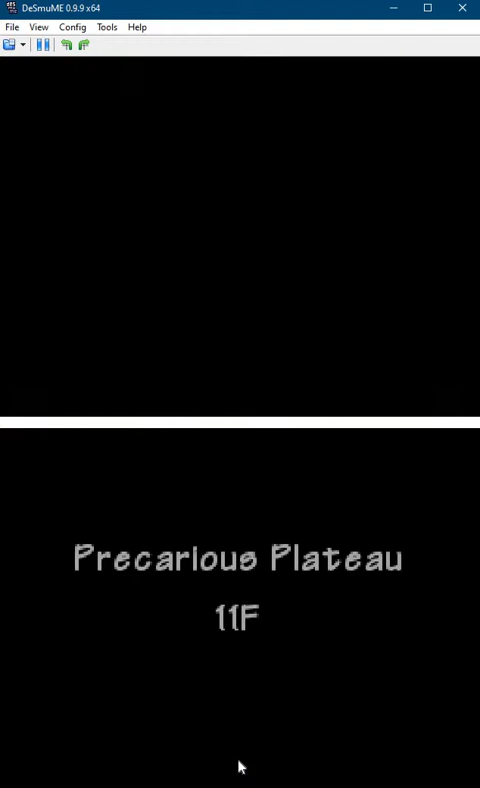 DeSmuME 0.9.9 x64
File View Config Tools Help
Precarious Plateau
11F